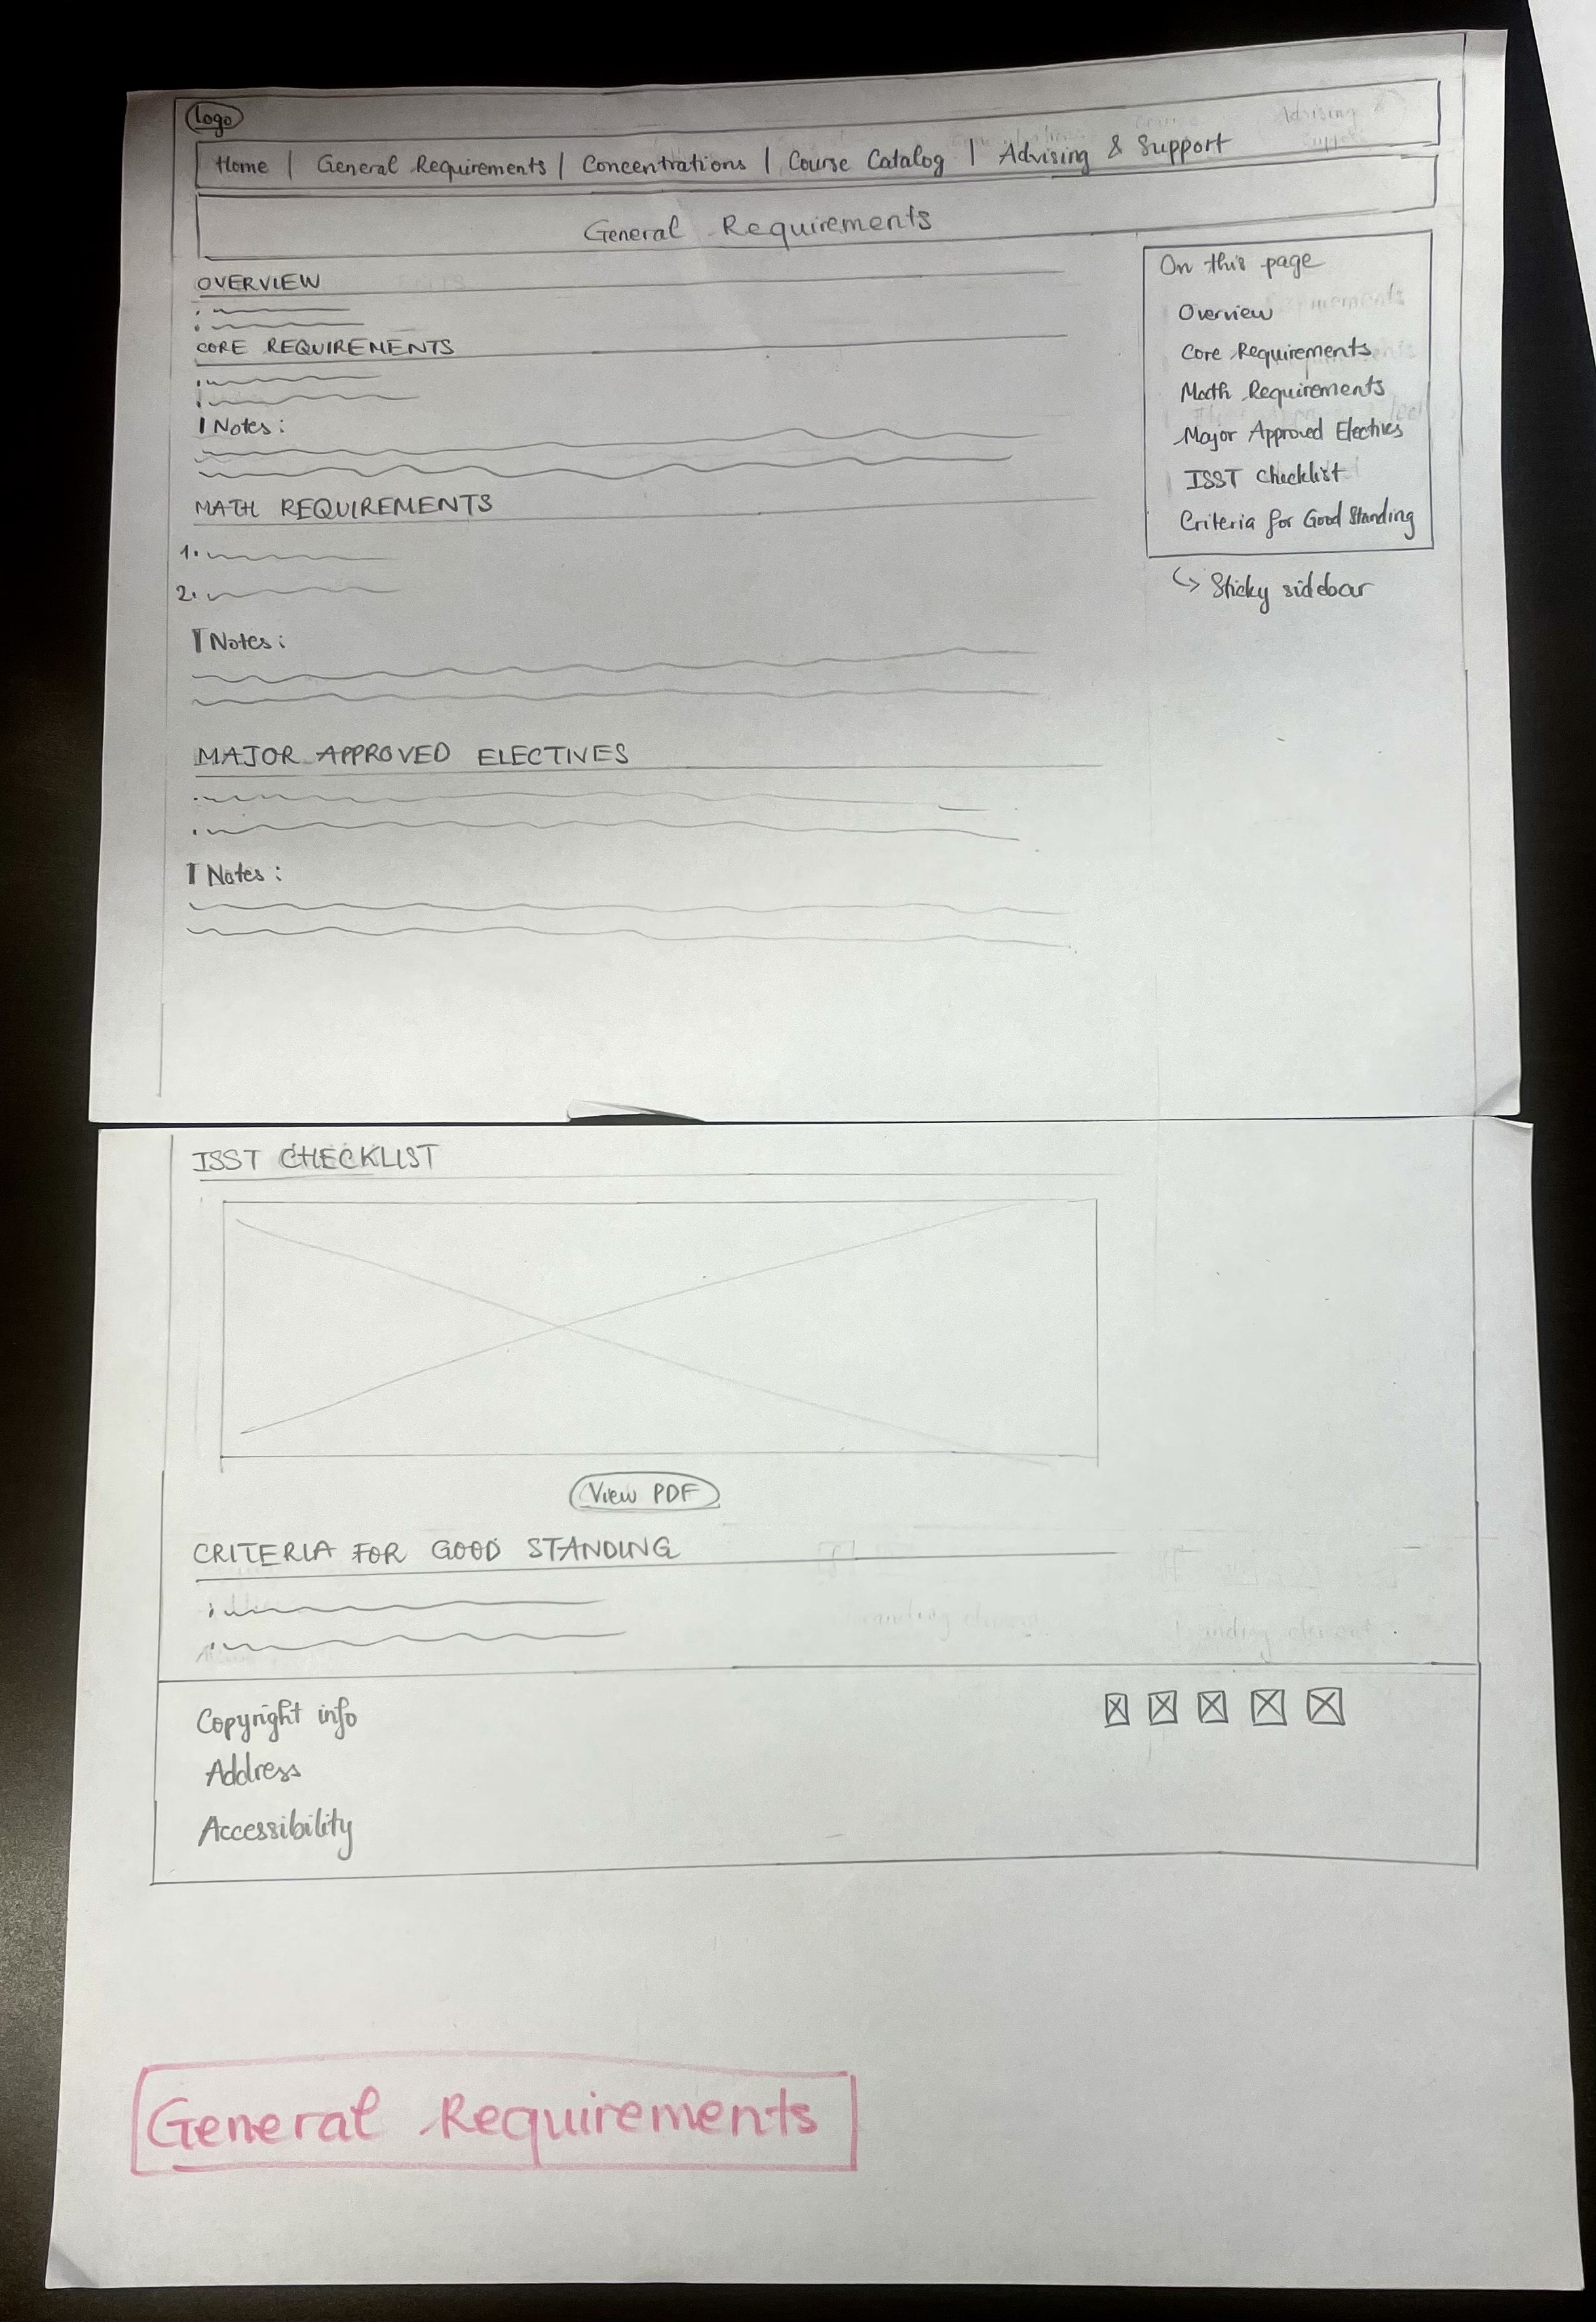 Logo
Home | General Requirements | Concentrations | Course Catalog | Advising & Support
General Requirements
OVERVIEW
CORE REQUIREMENTS
Notes:
MATH REQUIREMENTS
1.
2.
Notes:
MAJOR APPROVED ELECTIVES
Notes:
On this page
Overview
Core Requirements
Math Requirements
Major Approved Electives
ISST Checklist
Criteria for Good Standing
Sticky sidebar
ISST CHECKLIST
View PDF
CRITERIA FOR GOOD STANDING
Copyright info
Address
Accessibility
General Requirements